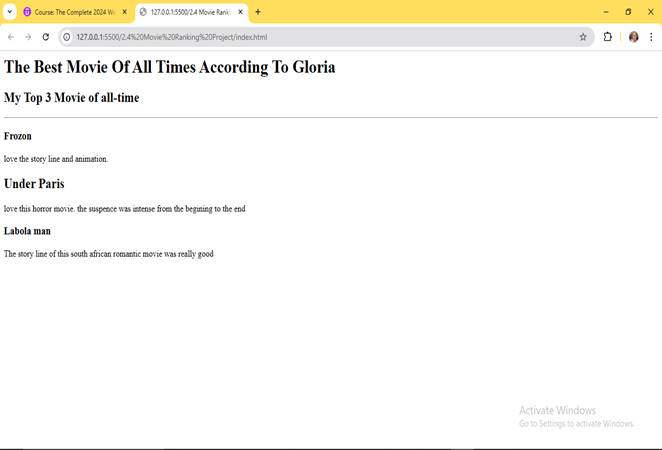 Course: The Complete 2024 We
127.0.0.1:5500/2.4 Movie Rank
127.0.0.1:5500/2.4%20Movie%20Ranking%20Project/index.html
The Best Movie Of All Times According To Gloria
My Top 3 Movie of all-time
Frozon
love the story line and animation.
Under Paris
love this horror movie. the suspence was intense from the begining to the end
Labola man
The story line of this south african romantic movie was really good
Activate Windows
Go to Settings to activate Windows.